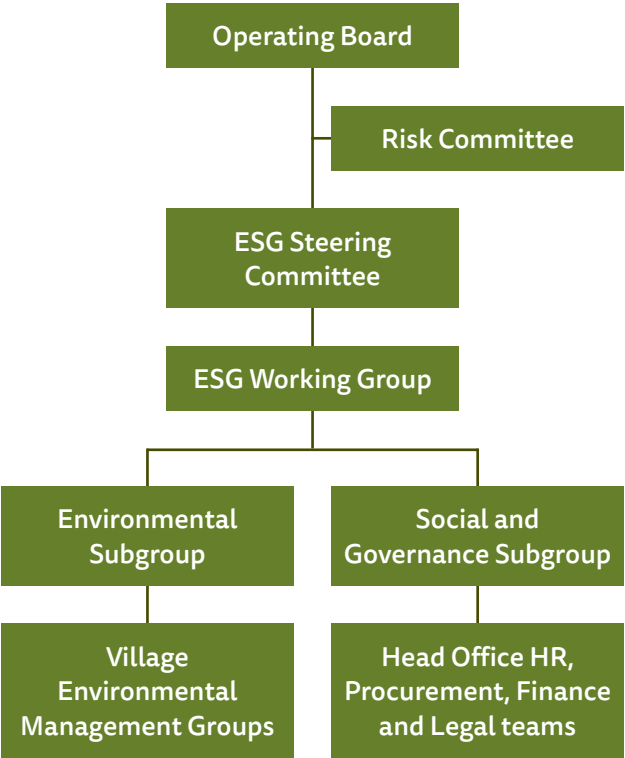 Operating Board
Risk Committee
ESG Steering
Committee
ESG Working Group
Environmental
Subgroup
Social and
Governance Subgroup
Village
Environmental
Management Groups
Head Office HR,
Procurement, Finance
and Legal teams